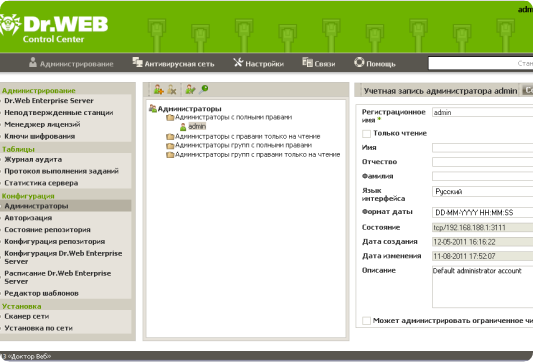 adm
Dr.WEB
Control Center
Администрирование
Антивирусная сеть
Настройки
Связи
Помощь
Стан
Администрирование
Dr.Web Enterprise Server
Неподтвержденные станции
Менеджер лицензий
Ключи шифрования
Таблицы
Журнал аудита
Протокол выполнения заданий
Статистика сервера
Конфигурация
Администраторы
Авторизация
Состояние репозитория
Конфигурация репозитория
Конфигурация Dr.Web Enterprise
Server
Расписание Dr.Web Enterprise
Server
Редактор шаблонов
Установка
Сканер сети
Установка по сети
Администраторы
Администраторы с полными правами
admin
Администраторы с правами только на чтение
Администраторы групп с полными правами
Администраторы групп с правами только на чтение
Учетная запись администратора admin
Регистрационное
имя *
admin
Только чтение
Имя
Отчество
Фамилия
Язык
интерфейса
Русский
Формат даты
DD-MM-YYYY HH:MM:SS
Состояние
tcp/192.168.188.1:3111
Дата создания
12-05-2011 16:16:22
Дата изменения
11-08-2011 17:52:07
Описание
Default administrator account
Может администрировать ограниченное чи
«Доктор Веб»